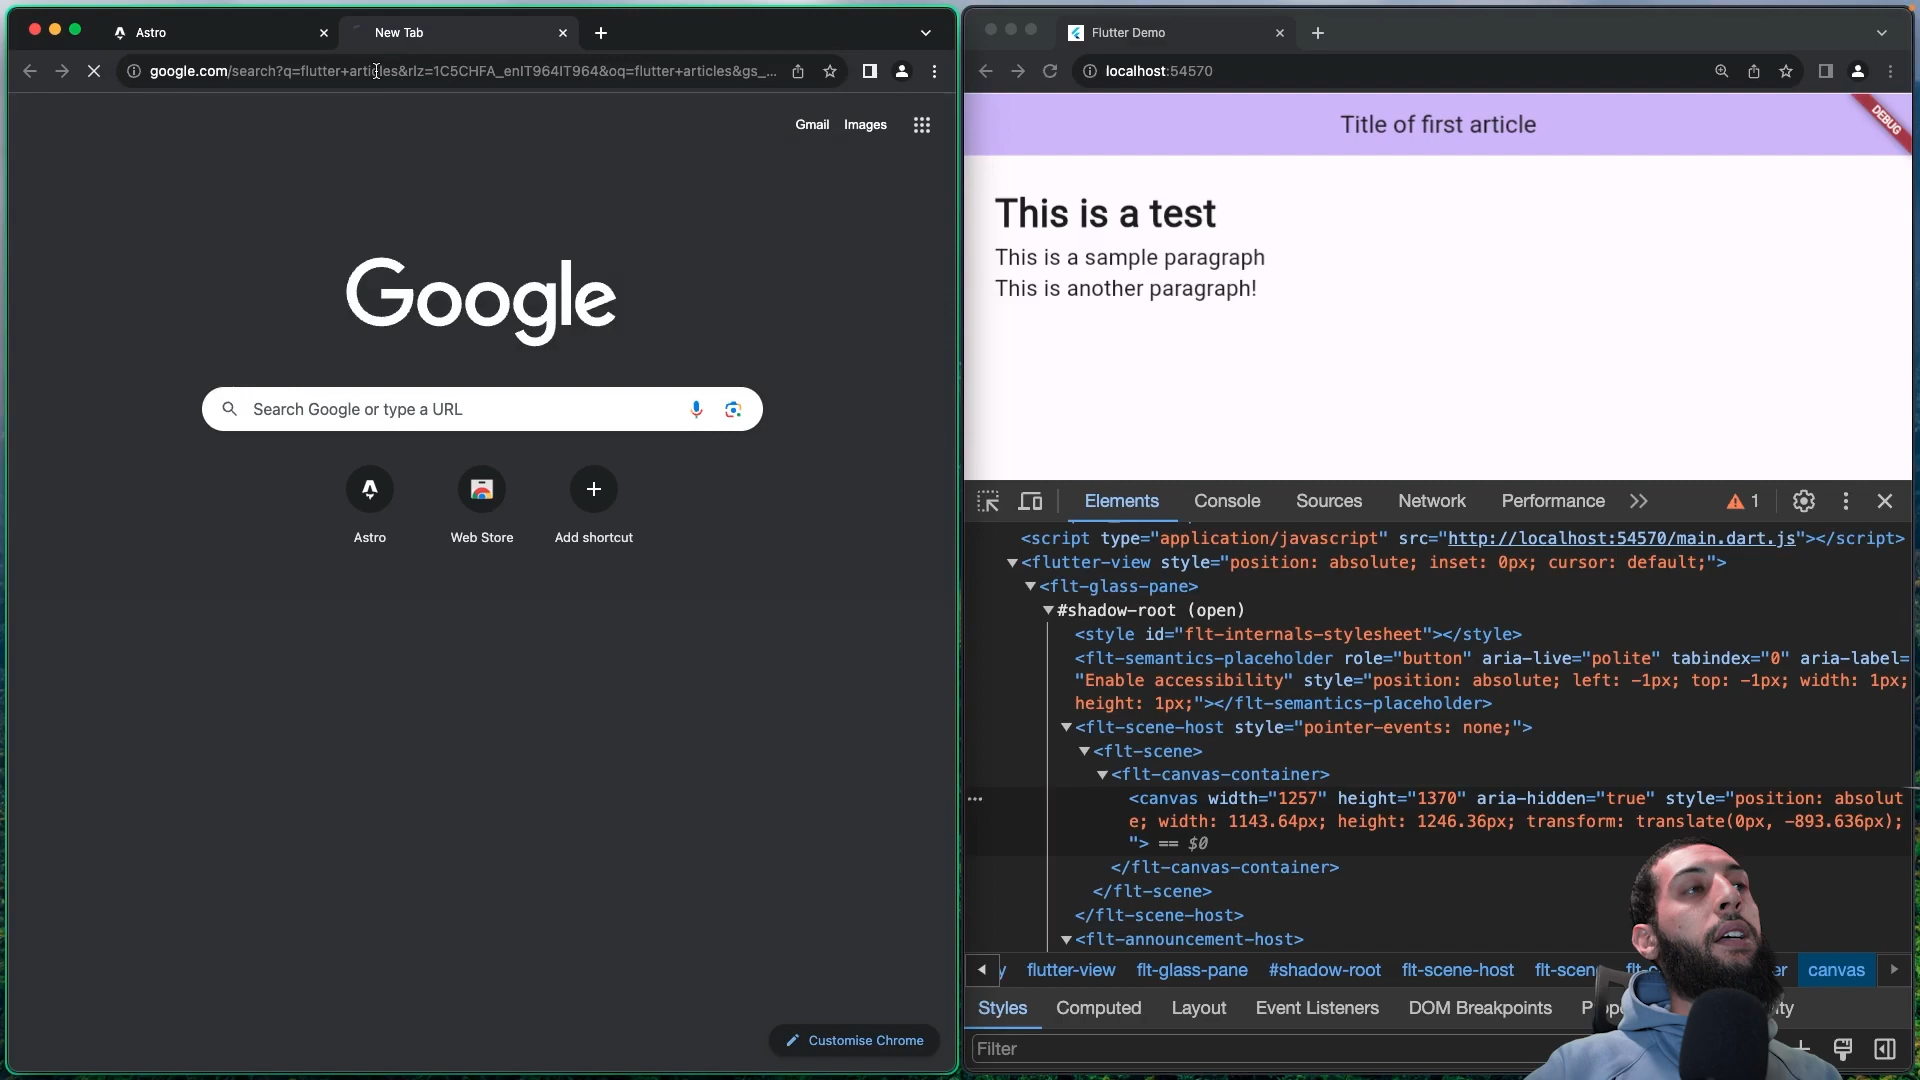 Astro
New Tab
google.com/search?q=flutter+articles&rlz=1C5CHFA_enIT964IT964&oq=flutter+articles&gs_...
Gmail
Images
Google
Search Google or type a URL
Astro
Web Store
Add shortcut
Customise Chrome
Flutter Demo
localhost:54570
Title of first article
DEBUG
This is a test
This is a sample paragraph
This is another paragraph!
Elements
Console
Sources
Network
Performance
1
<script type="application/javascript" src="http://localhost:54570/main.dart.js"></script>
<flutter-view style="position: absolute; inset: 0px; cursor: default;">
<flt-glass-pane>
#shadow-root (open)
<style id="flt-internals-stylesheet"></style>
<flt-semantics-placeholder role="button" aria-live="polite" tabindex="0" aria-label=
"Enable accessibility" style="position: absolute; left: -1px; top: -1px; width: 1px;
height: 1px;"></flt-semantics-placeholder>
<flt-scene-host style="pointer-events: none;">
<flt-scene>
<flt-canvas-container>
<canvas width="1257" height="1370" aria-hidden="true" style="position: absolut
e; width: 1143.64px; height: 1246.36px; transform: translate(0px, -893.636px);
"> == $0
</flt-canvas-container>
</flt-scene>
</flt-scene-host>
<flt-announcement-host>
y flutter-view flt-glass-pane #shadow-root flt-scene-host flt-scen er canvas
Styles
Computed
Layout
Event Listeners
DOM Breakpoints
Filter